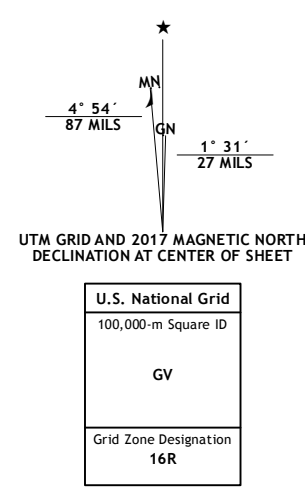 MN
4° 54´
87 MILS
GN
1° 31´
27 MILS
UTM GRID AND 2017 MAGNETIC NORTH
DECLINATION AT CENTER OF SHEET
U.S. National Grid
100,000-m Square ID
GV
Grid Zone Designation
16R